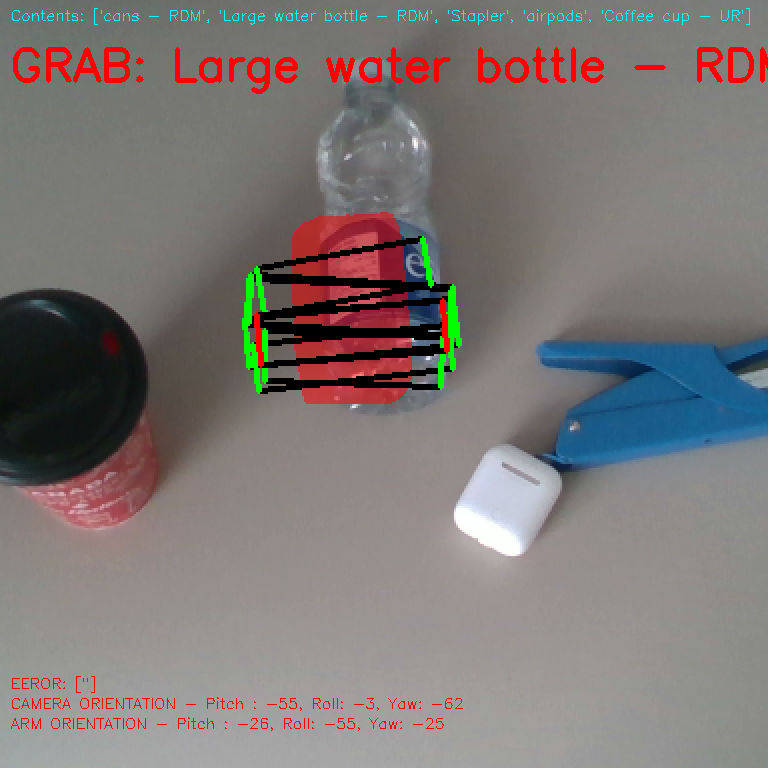 Contents: ['cans – RDM', 'Large water bottle – RDM', 'Stapler', 'airpods', 'Coffee cup – UR']
GRAB: Large water bottle – RDM
e
EEROR: ['']
CAMERA ORIENTATION – Pitch : –55, Roll: –3, Yaw: –62
ARM ORIENTATION – Pitch : –26, Roll: –55, Yaw: –25